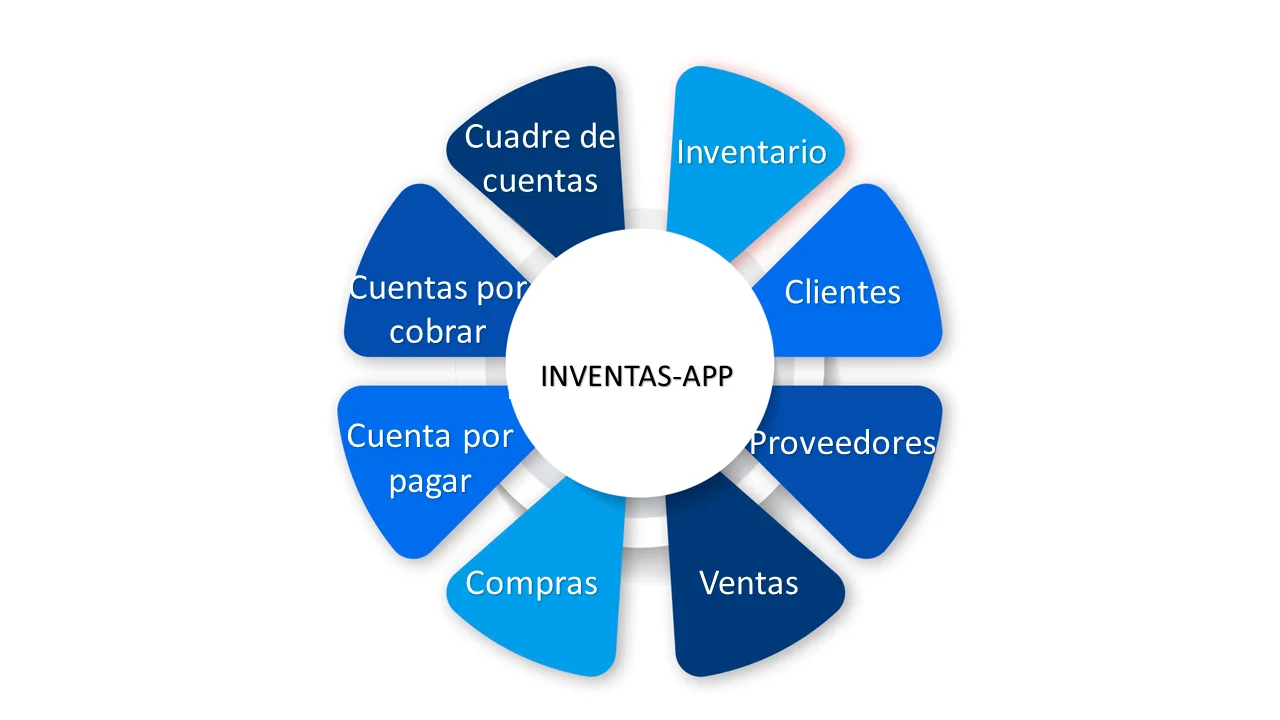 Cuadre de
cuentas
Inventario
Cuentas por
cobrar
Clientes
INVENTAS-APP
Cuenta por
pagar
Proveedores
Compras
Ventas